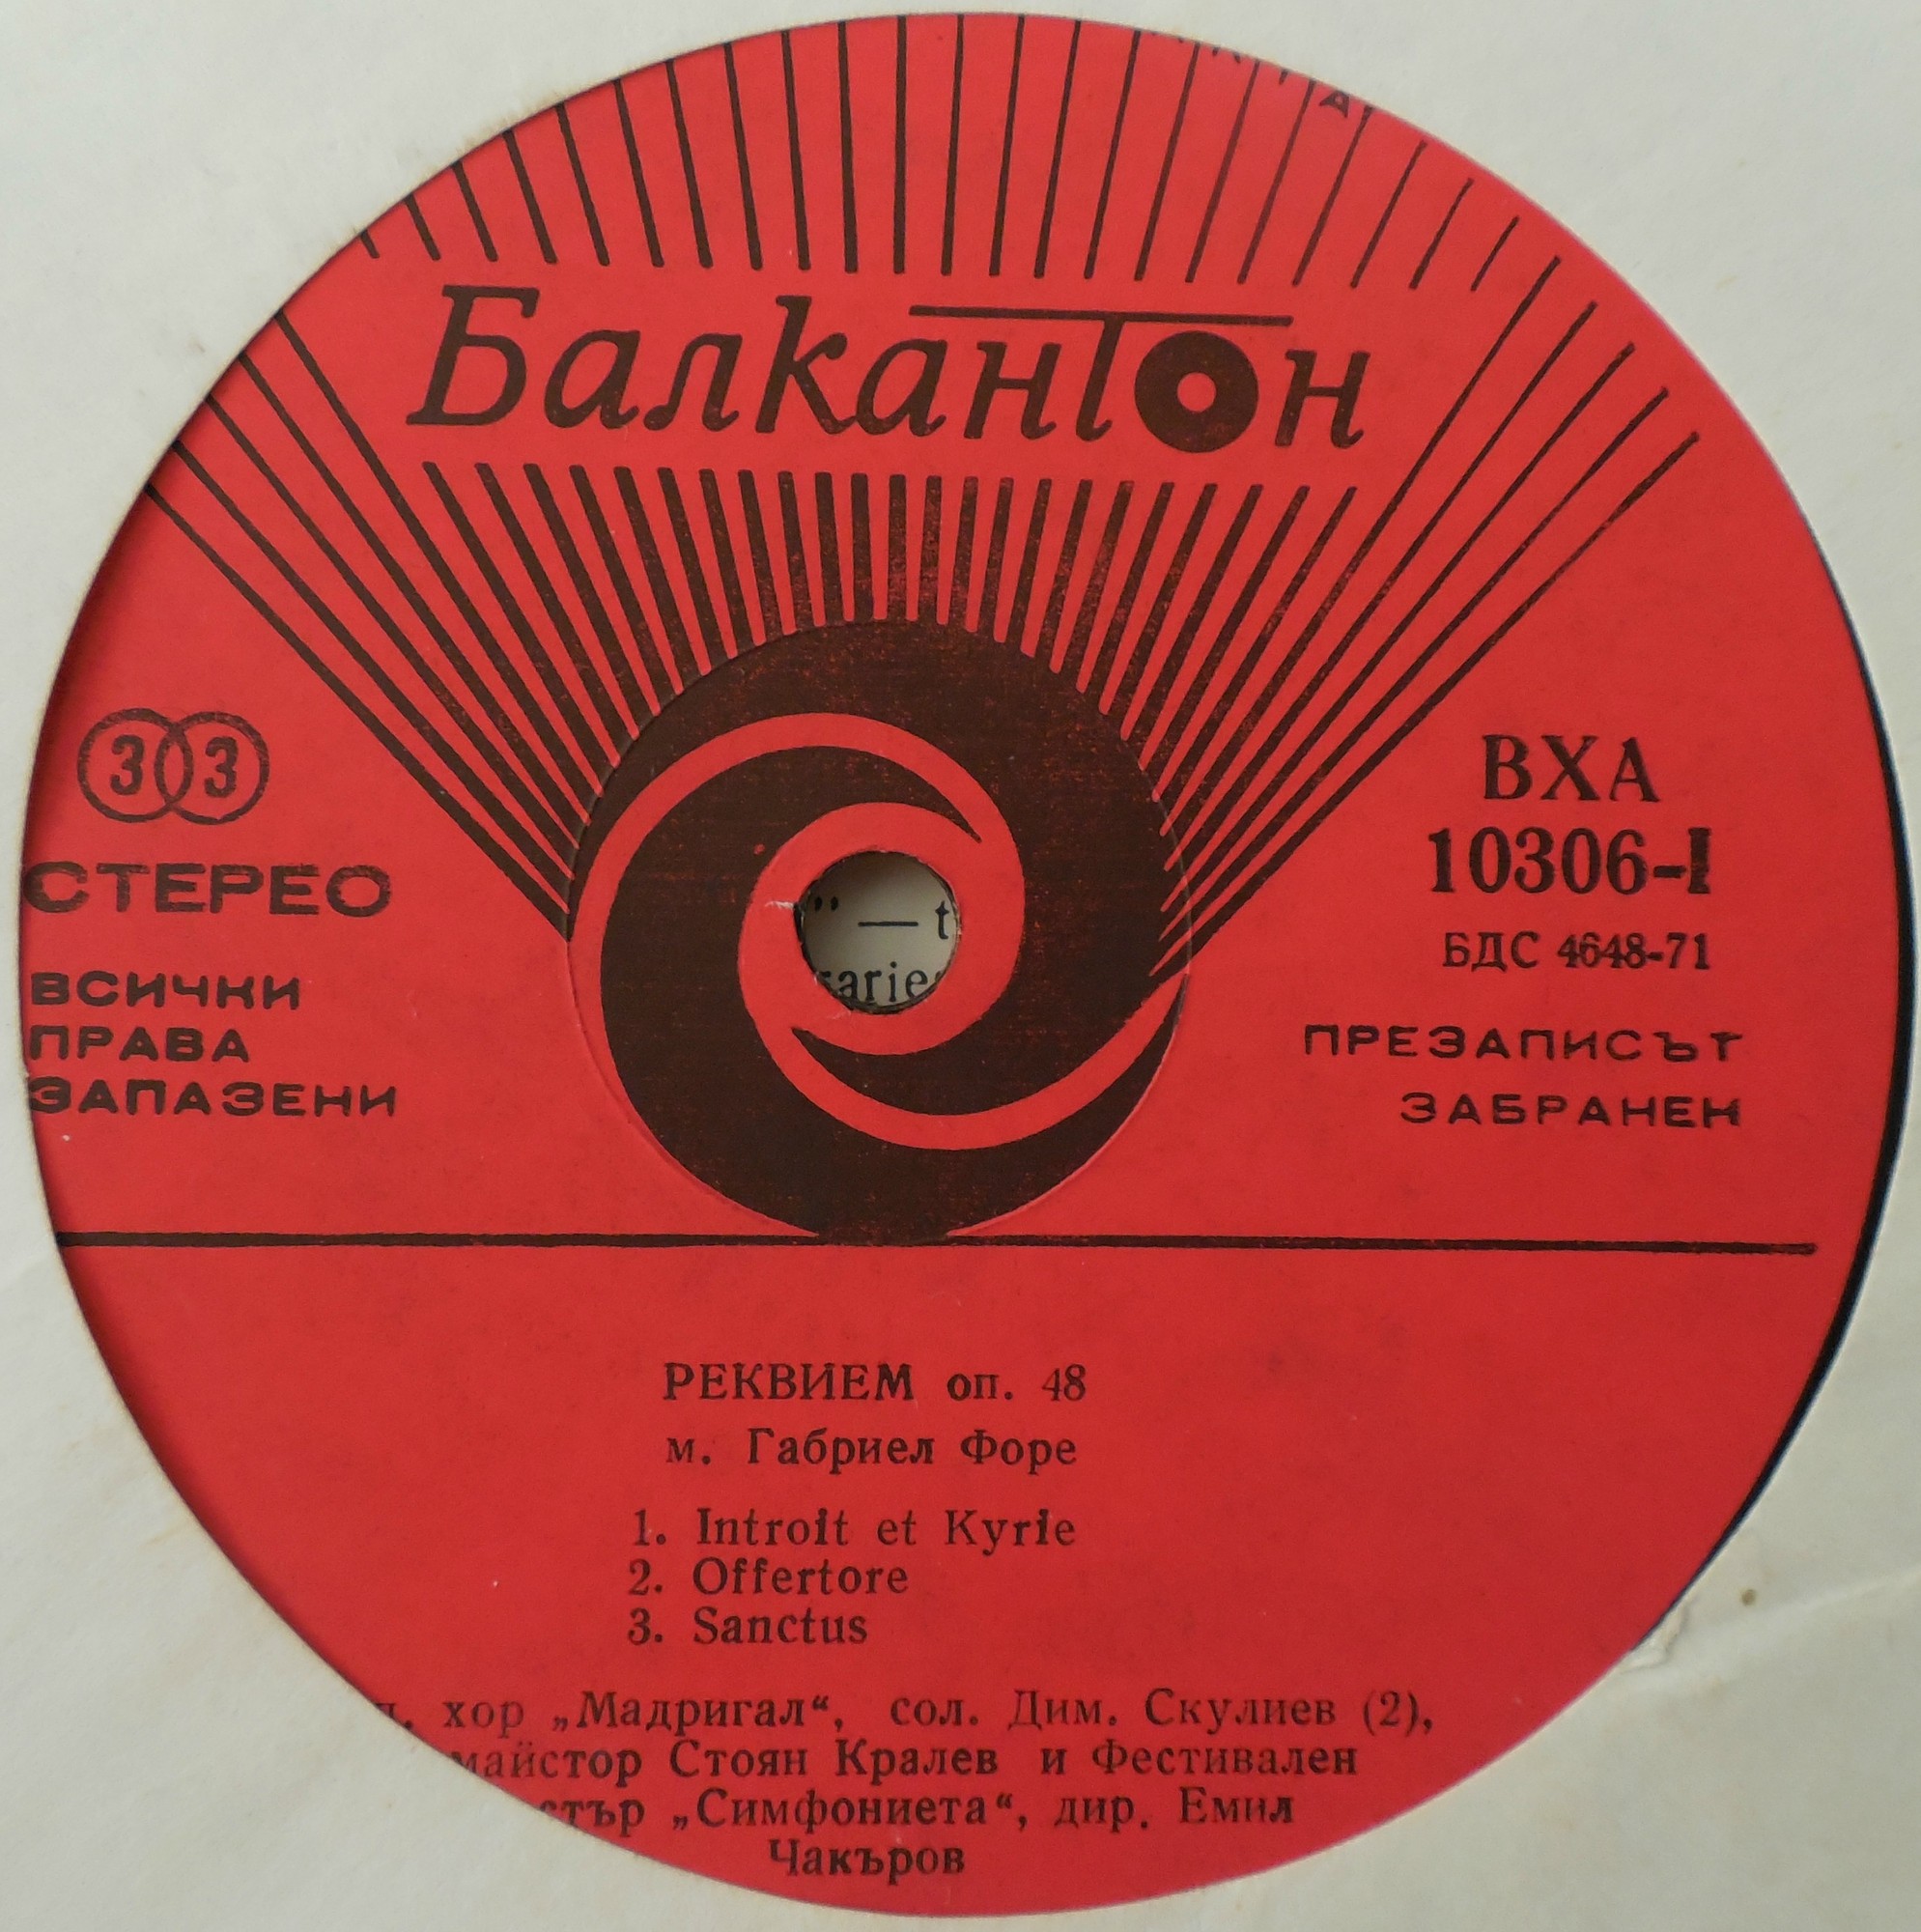 Балкантон
33
СТЕРЕО
ВСИЧКИ
ПРАВА
ЗАПАЗЕНИ
ВХА
10306-I
БДС 4648-71
ПРЕЗАПИСЪТ
ЗАБРАНЕН
РЕКВИЕМ оп. 48
м. Габриел Форе
1. Introit et Kyrie
2. Offertore
3. Sanctus
хор „Мадригал“, сол. Дим. Скулиев (2),
Стоян Кралев и Фестивален
„Симфониета“, дир. Емил
Чакъров